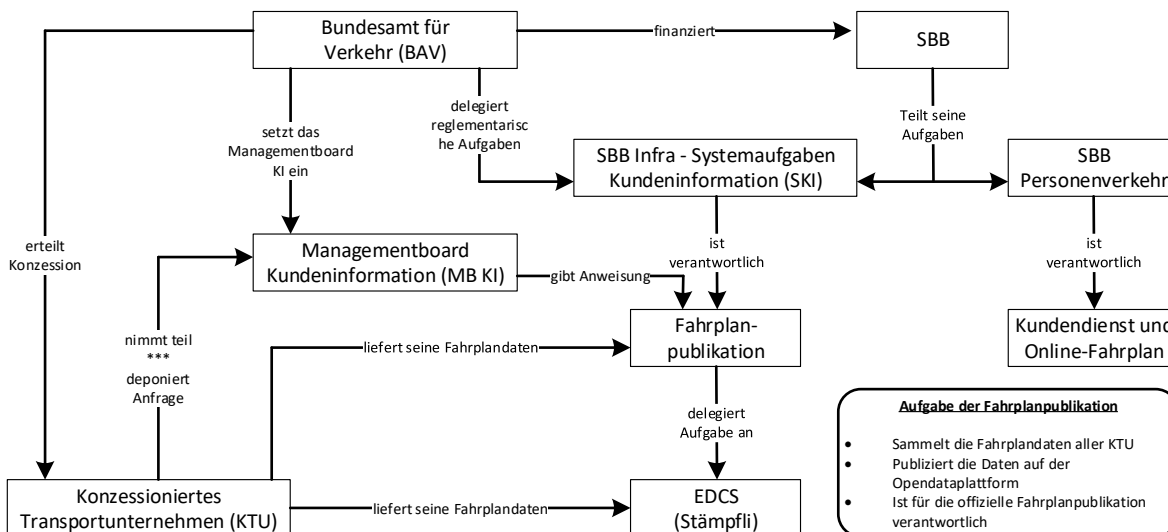 Bundesamt für
Verkehr (BAV)
finanziert
SBB
delegiert
reglementarisc
he Aufgaben
Teilt seine
Aufgaben
setzt das
Managementboard
KI ein
SBB Infra - Systemaufgaben
Kundeninformation (SKI)
SBB
Personenverkehr
erteilt
Konzession
Managementboard
Kundeninformation (MB KI)
gibt Anweisung
ist
verantwortlich
ist
verantwortlich
nimmt teil
***
deponiert
Anfrage
liefert seine Fahrplandaten
Fahrplan-
publikation
Kundendienst und
Online-Fahrplan
delegiert
Aufgabe an
Aufgabe der Fahrplanpublikation
• Sammelt die Fahrplandaten aller KTU
• Publiziert die Daten auf der
Opendataplattform
• Ist für die offizielle Fahrplanpublikation
verantwortlich
Konzessioniertes
Transportunternehmen (KTU)
liefert seine Fahrplandaten
EDCS
(Stämpfli)